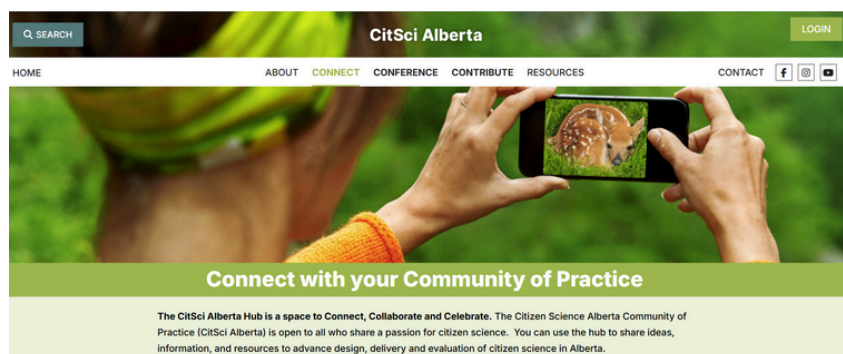 SEARCH
CitSci Alberta
LOGIN
HOME ABOUT CONNECT CONFERENCE CONTRIBUTE RESOURCES CONTACT
Connect with your Community of Practice
The CitSci Alberta Hub is a space to Connect, Collaborate and Celebrate. The Citizen Science Alberta Community of
Practice (CitSci Alberta) is open to all who share a passion for citizen science. You can use the hub to share ideas,
information, and resources to advance design, delivery and evaluation of citizen science in Alberta.